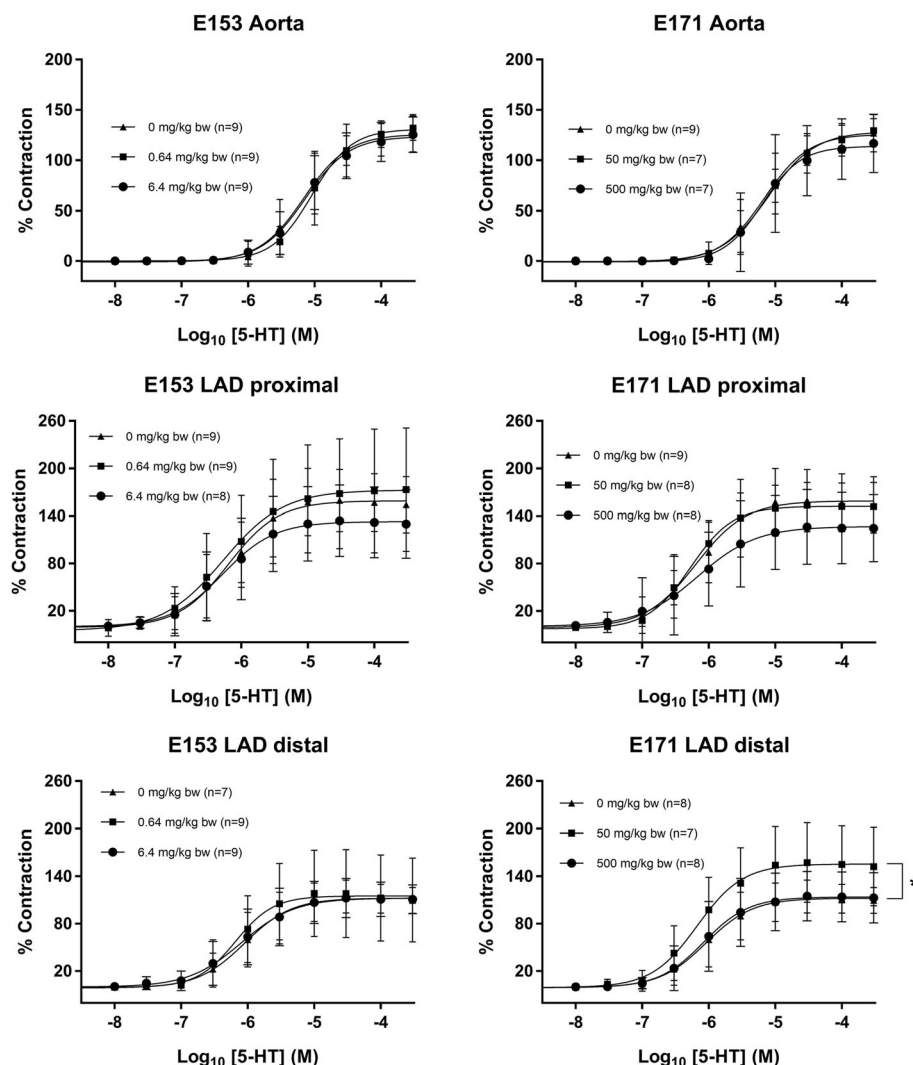 E153 Aorta
% Contraction
200
150
100
50
0
0 mg/kg bw (n=9)
0.64 mg/kg bw (n=9)
6.4 mg/kg bw (n=9)
-8 -7 -6 -5 -4
Log10 [5-HT] (M)
E171 Aorta
% Contraction
200
150
100
50
0
0 mg/kg bw (n=9)
50 mg/kg bw (n=7)
500 mg/kg bw (n=7)
-8 -7 -6 -5 -4
Log10 [5-HT] (M)
E153 LAD proximal
% Contraction
260
200
140
80
20
0 mg/kg bw (n=9)
0.64 mg/kg bw (n=9)
6.4 mg/kg bw (n=8)
-8 -7 -6 -5 -4
Log10 [5-HT] (M)
E171 LAD proximal
% Contraction
260
200
140
80
20
0 mg/kg bw (n=9)
50 mg/kg bw (n=8)
500 mg/kg bw (n=8)
-8 -7 -6 -5 -4
Log10 [5-HT] (M)
E153 LAD distal
% Contraction
260
200
140
80
20
0 mg/kg bw (n=7)
0.64 mg/kg bw (n=9)
6.4 mg/kg bw (n=9)
-8 -7 -6 -5 -4
Log10 [5-HT] (M)
E171 LAD distal
% Contraction
260
200
140
80
20
0 mg/kg bw (n=8)
50 mg/kg bw (n=7)
500 mg/kg bw (n=8)
*
-8 -7 -6 -5 -4
Log10 [5-HT] (M)